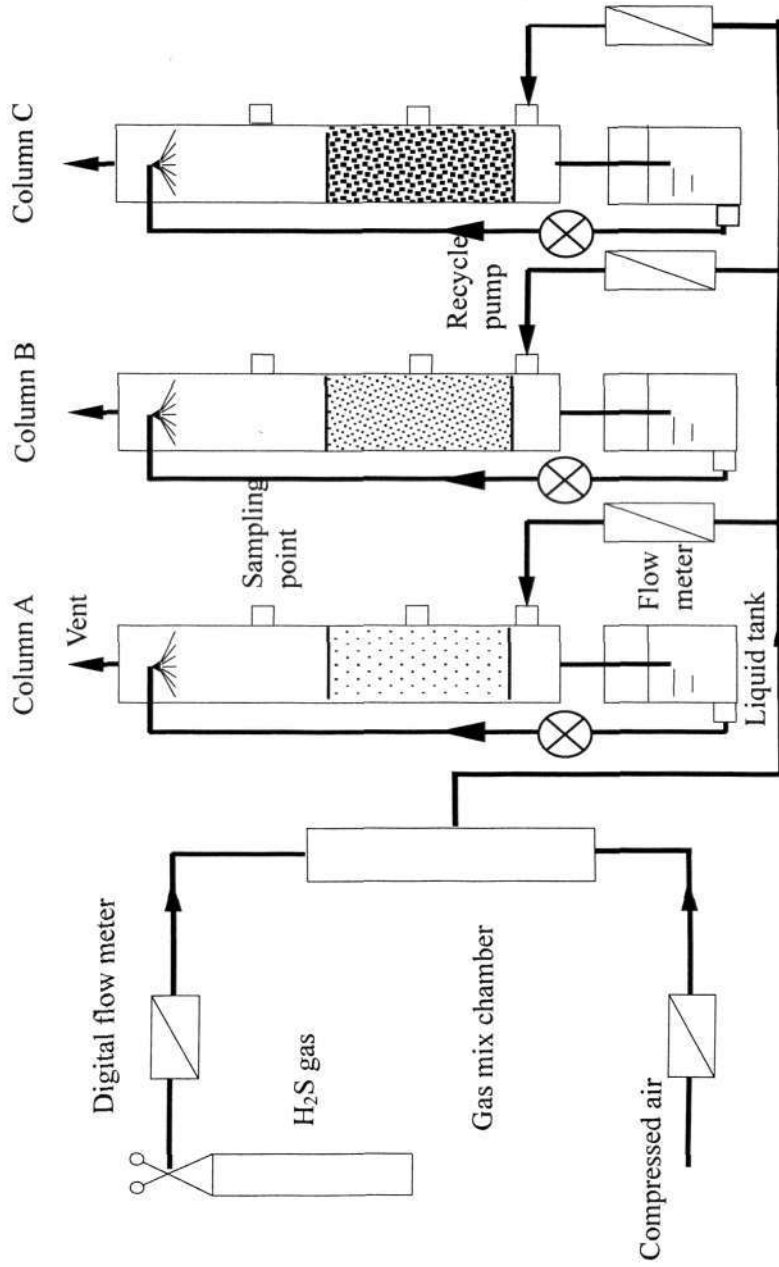 Column A
Column B
Column C
Vent
Digital flow meter
Sampling
point
Recycle
pump
H₂S gas
Gas mix chamber
Flow
meter
Compressed air
Liquid tank